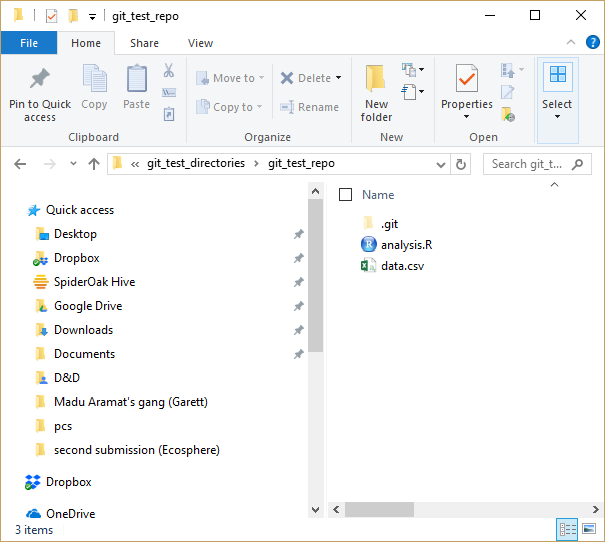 git_test_repo
File Home Share View
Pin to Quick access
Copy
Paste
Clipboard
Move to
Copy to
Delete
Rename
Organize
New folder
New
Properties
Open
Select
« git_test_directories > git_test_repo
Search git_t...
Quick access
Desktop
Dropbox
SpiderOak Hive
Google Drive
Downloads
Documents
D&D
Madu Aramat's gang (Garett)
pcs
second submission (Ecosphere)
Dropbox
OneDrive
Name
.git
analysis.R
data.csv
3 items